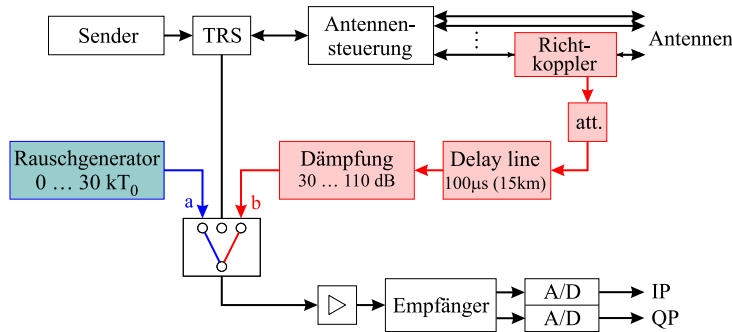 Sender
TRS
Antennen-
steuerung
Richt-
koppler
Antennen
att.
Rauschgenerator
0 … 30 kT₀
Dämpfung
30 … 110 dB
Delay line
100µs (15km)
a
b
Empfänger
A/D
IP
A/D
QP